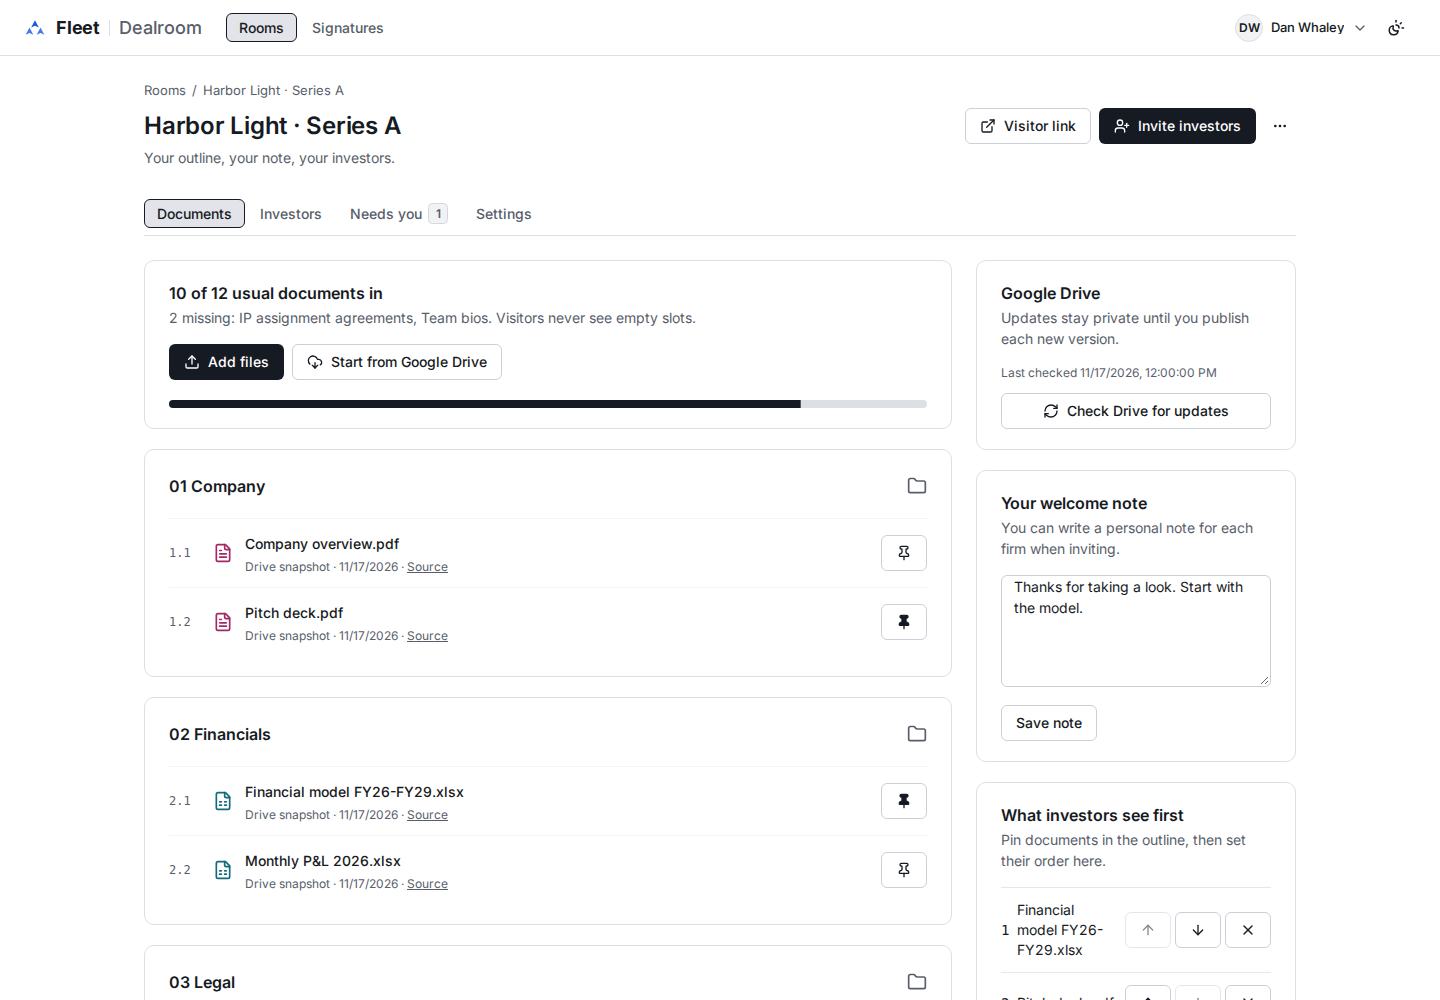 Fleet Dealroom Rooms Signatures DW Dan Whaley
Rooms / Harbor Light · Series A
Harbor Light · Series A
Visitor link
Invite investors
Your outline, your note, your investors.
Documents Investors Needs you 1 Settings
10 of 12 usual documents in
2 missing: IP assignment agreements, Team bios. Visitors never see empty slots.
Add files
Start from Google Drive
01 Company
1.1 Company overview.pdf
Drive snapshot · 11/17/2026 · Source
1.2 Pitch deck.pdf
Drive snapshot · 11/17/2026 · Source
02 Financials
2.1 Financial model FY26-FY29.xlsx
Drive snapshot · 11/17/2026 · Source
2.2 Monthly P&L 2026.xlsx
Drive snapshot · 11/17/2026 · Source
03 Legal
Google Drive
Updates stay private until you publish
each new version.
Last checked 11/17/2026, 12:00:00 PM
Check Drive for updates
Your welcome note
You can write a personal note for each
firm when inviting.
Thanks for taking a look. Start with
the model.
Save note
What investors see first
Pin documents in the outline, then set
their order here.
1 Financial
model FY26-
FY29.xlsx